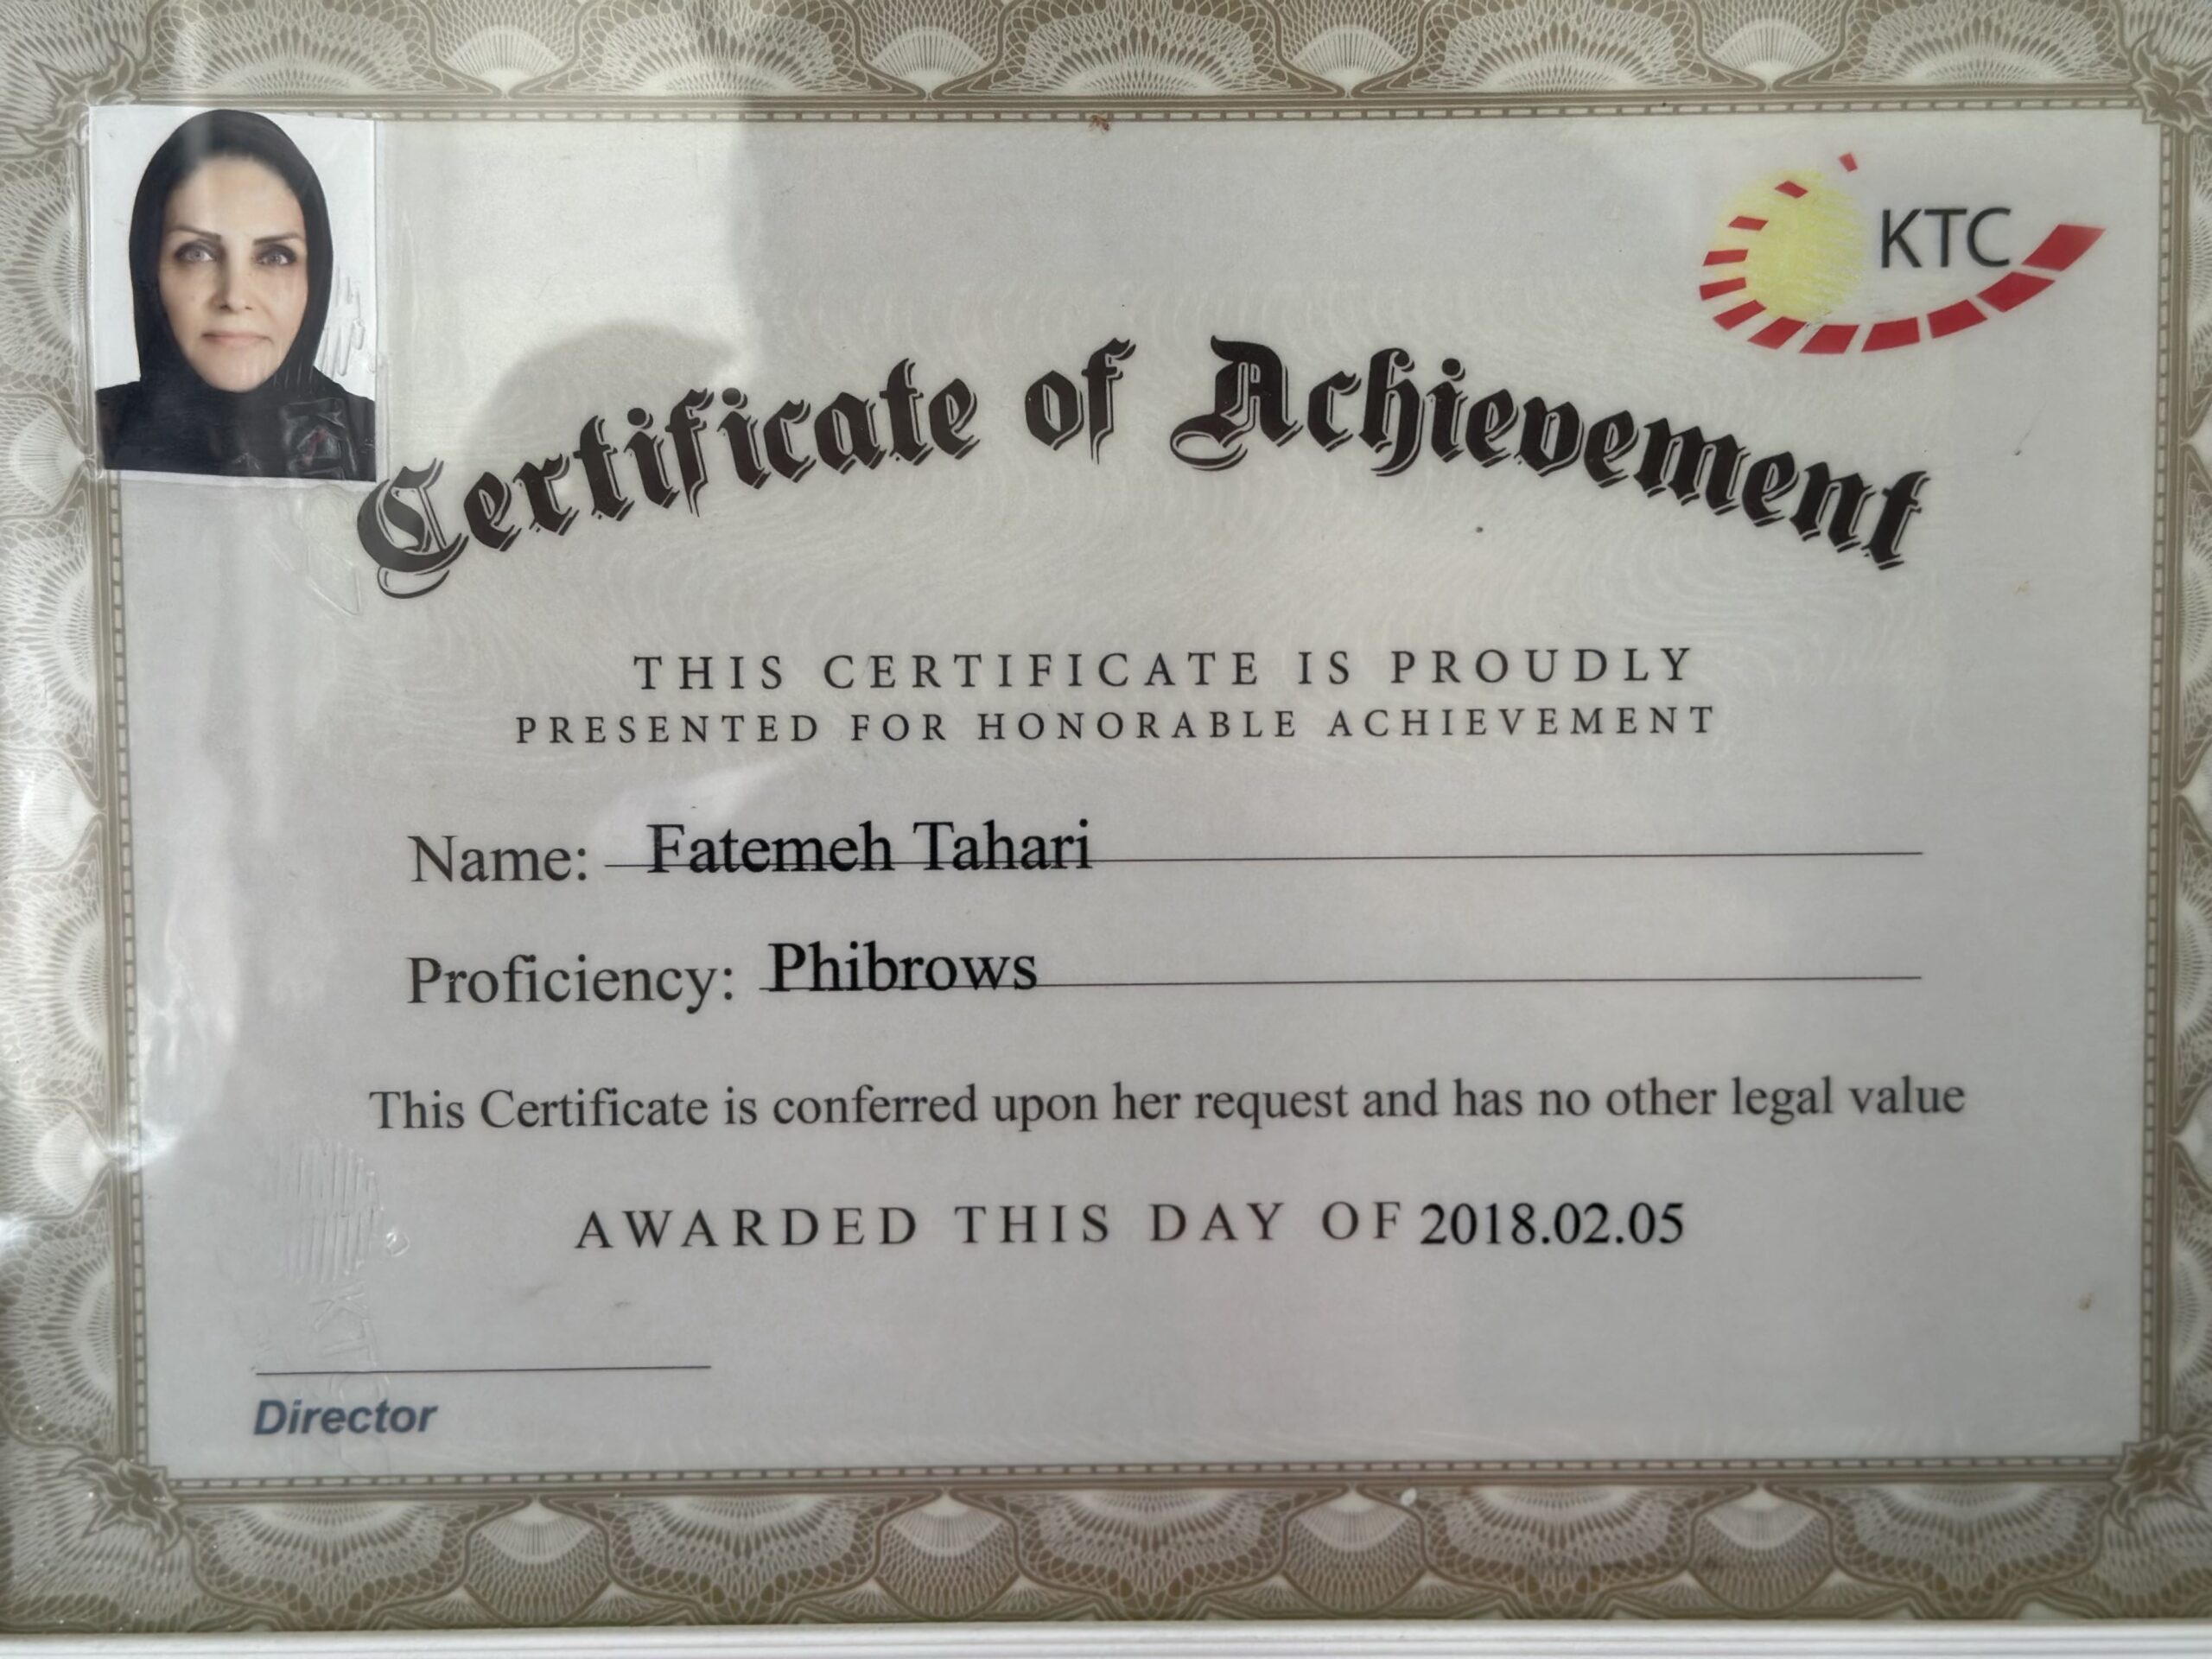 KTC
Certificate of Achievement
THIS CERTIFICATE IS PROUDLY
PRESENTED FOR HONORABLE ACHIEVEMENT
Name: Fatemeh Tahari
Proficiency: Phibrows
This Certificate is conferred upon her request and has no other legal value
AWARDED THIS DAY OF 2018.02.05
Director